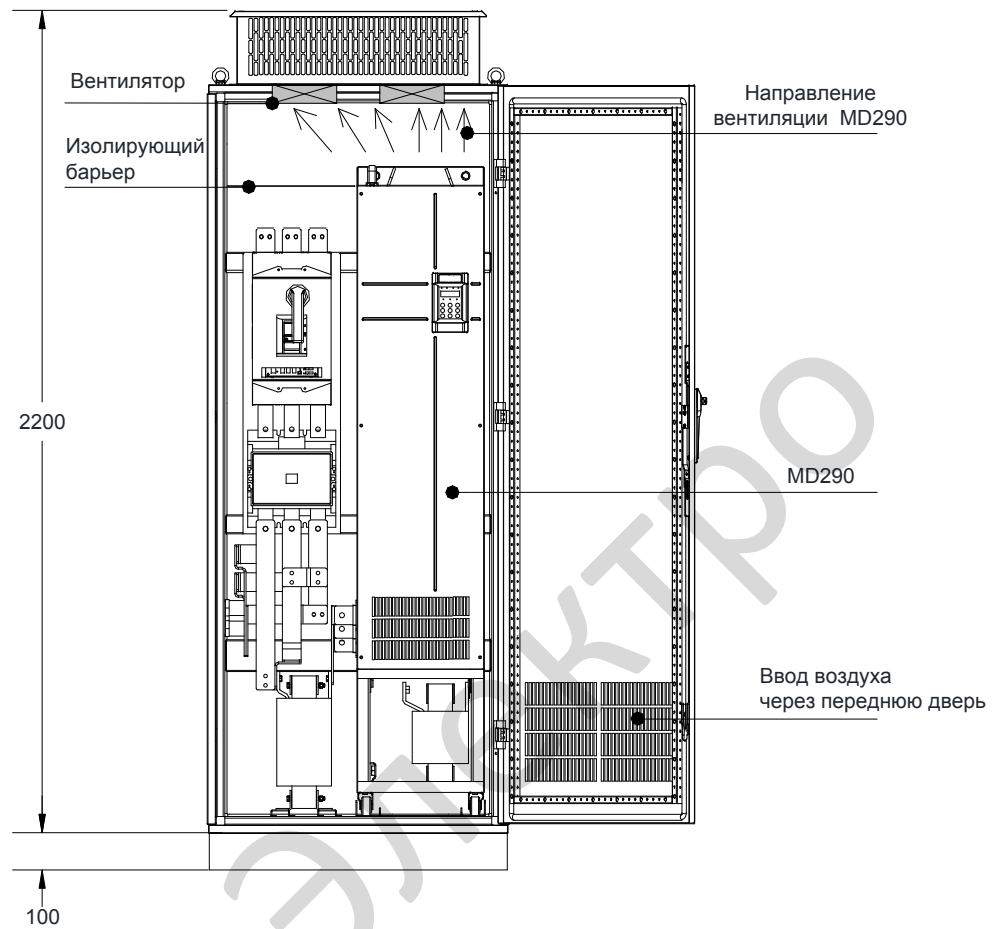 Вентилятор
Направление
вентиляции MD290
Изолирующий
барьер
2200
MD290
Ввод воздуха
через переднюю дверь
100
Электро